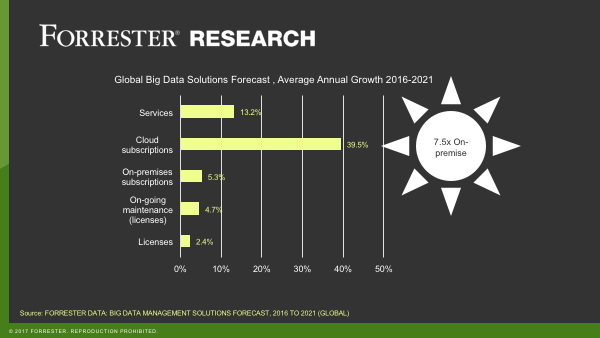 FORRESTER® RESEARCH
Global Big Data Solutions Forecast , Average Annual Growth 2016-2021
Services
13.2%
Cloud
subscriptions
39.5%
7.5x On-
premise
On-premises
subscriptions
5.3%
On-going
maintenance
(licenses)
4.7%
Licenses
2.4%
0% 10% 20% 30% 40% 50%
Source: FORRESTER DATA: BIG DATA MANAGEMENT SOLUTIONS FORECAST, 2016 TO 2021 (GLOBAL)
© 2017 FORRESTER. REPRODUCTION PROHIBITED.